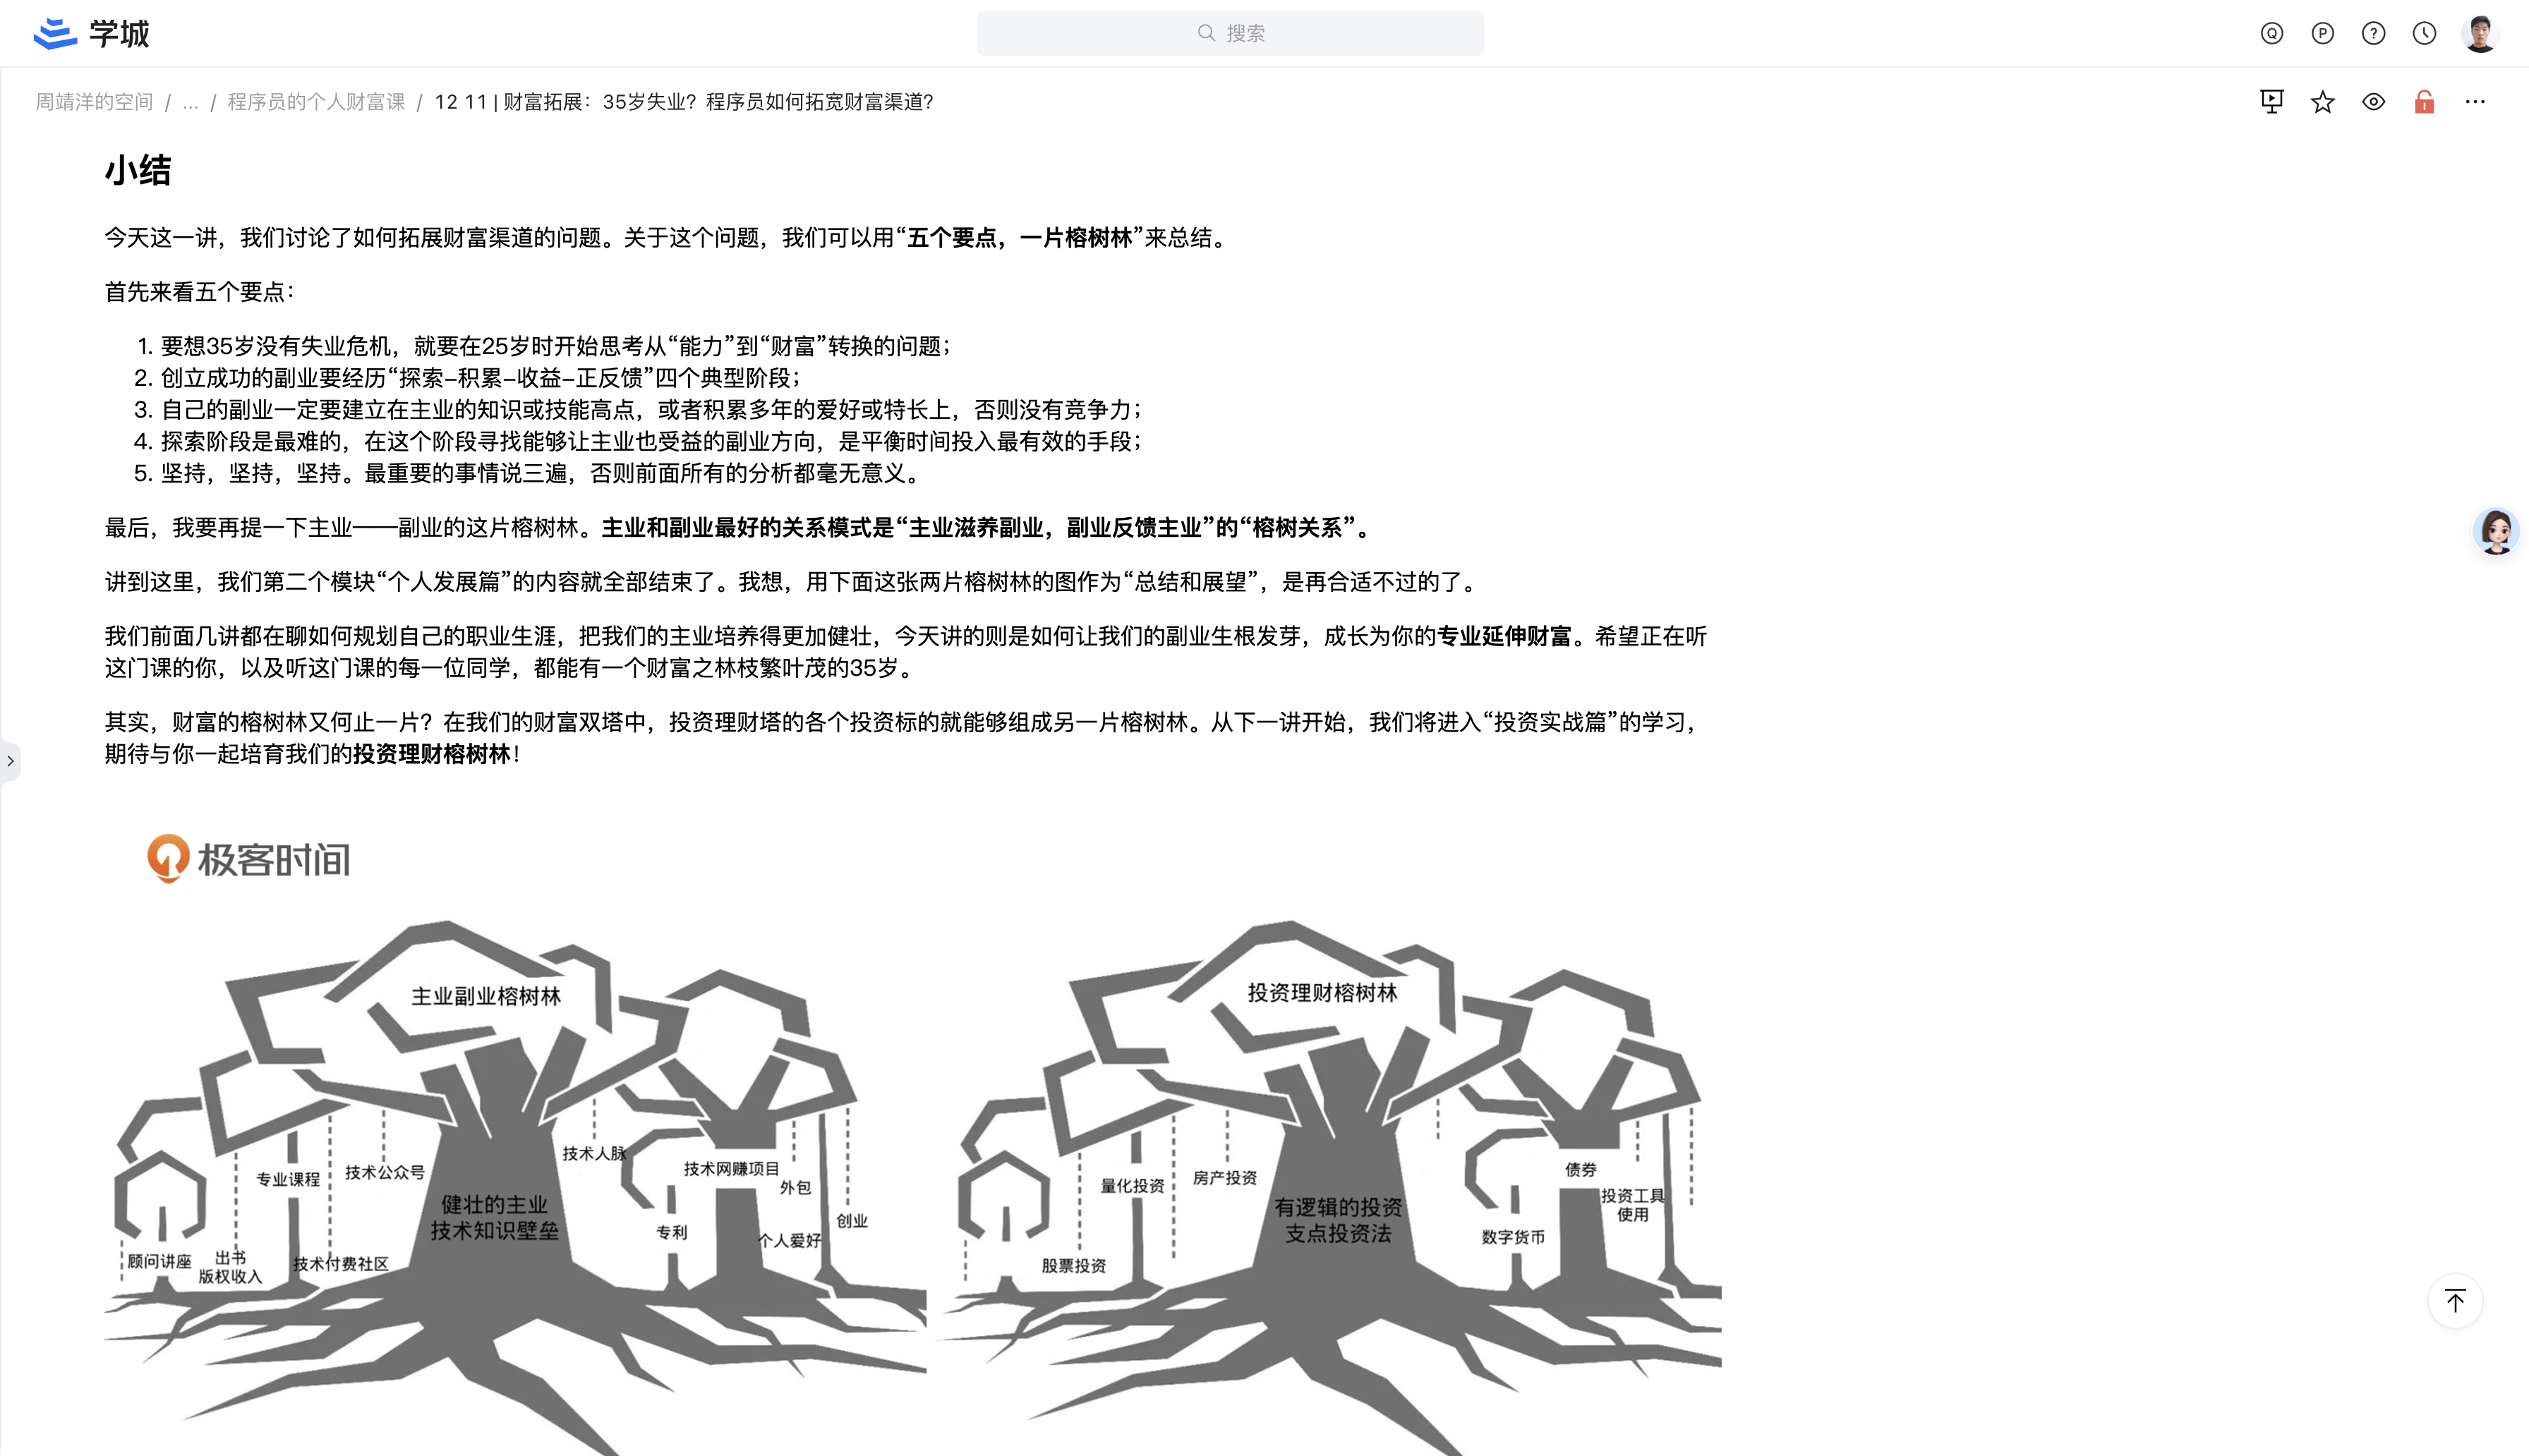 学城
搜索
周靖洋的空间 / ... / 程序员的个人财富课 / 12 11 | 财富拓展：35岁失业？程序员如何拓宽财富渠道？
小结
今天这一讲，我们讨论了如何拓展财富渠道的问题。关于这个问题，我们可以用“五个要点，一片榕树林”来总结。
首先来看五个要点：
1. 要想35岁没有失业危机，就要在25岁时开始思考从“能力”到“财富”转换的问题；
2. 创立成功的副业要经历“探索–积累–收益–正反馈”四个典型阶段；
3. 自己的副业一定要建立在主业的知识或技能高点，或者积累多年的爱好或特长上，否则没有竞争力；
4. 探索阶段是最难的，在这个阶段寻找能够让主业也受益的副业方向，是平衡时间投入最有效的手段；
5. 坚持，坚持，坚持。最重要的事情说三遍，否则前面所有的分析都毫无意义。
最后，我要再提一下主业——副业的这片榕树林。主业和副业最好的关系模式是“主业滋养副业，副业反馈主业”的“榕树关系”。
讲到这里，我们第二个模块“个人发展篇”的内容就全部结束了。我想，用下面这张两片榕树林的图作为“总结和展望”，是再合适不过的了。
我们前面几讲都在聊如何规划自己的职业生涯，把我们的主业培养得更加健壮，今天讲的则是如何让我们的副业生根发芽，成长为你的专业延伸财富。希望正在听
这门课的你，以及听这门课的每一位同学，都能有一个财富之林枝繁叶茂的35岁。
其实，财富的榕树林又何止一片？在我们的财富双塔中，投资理财塔的各个投资标的就能够组成另一片榕树林。从下一讲开始，我们将进入“投资实战篇”的学习，
期待与你一起培育我们的投资理财榕树林！
极客时间
主业副业榕树林
专业课程
技术公众号
技术人脉
技术网赚项目
外包
健壮的主业
技术知识壁垒
专利
个人爱好
创业
顾问讲座
出书
版权收入
技术付费社区
投资理财榕树林
量化投资
房产投资
债券
投资工具
使用
有逻辑的投资
支点投资法
数字货币
股票投资